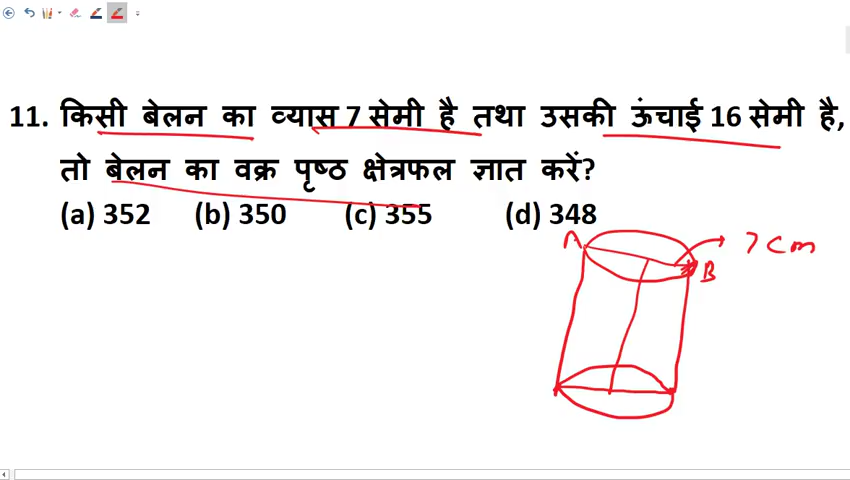 11. किसी बेलन का व्यास 7 सेमी है तथा उसकी ऊंचाई 16 सेमी है,
तो बेलन का वक्र पृष्ठ क्षेत्रफल ज्ञात करें?
(a) 352 (b) 350 (c) 355 (d) 348
A 7 cm
B